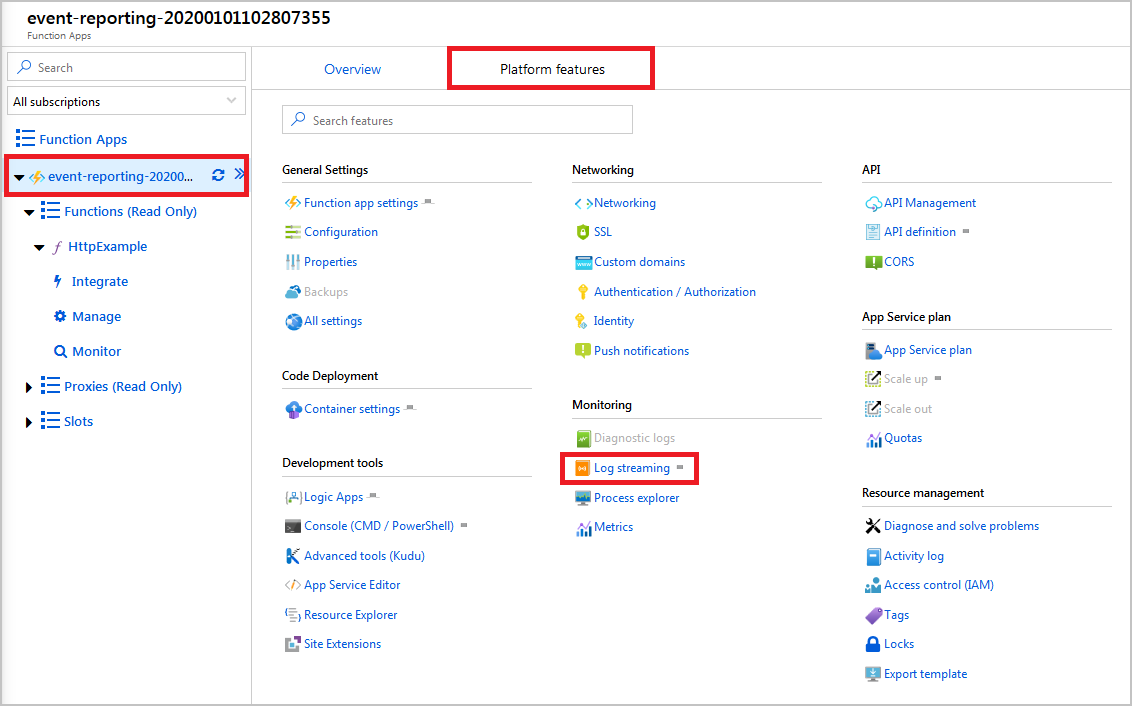 event-reporting-20200101102807355
Function Apps
Search
All subscriptions
Function Apps
event-reporting-20200...
Functions (Read Only)
HttpExample
Integrate
Manage
Monitor
Proxies (Read Only)
Slots
Overview
Platform features
Search features
General Settings
Function app settings
Configuration
Properties
Backups
All settings
Code Deployment
Container settings
Development tools
Logic Apps
Console (CMD / PowerShell)
Advanced tools (Kudu)
App Service Editor
Resource Explorer
Site Extensions
Networking
Networking
SSL
Custom domains
Authentication / Authorization
Identity
Push notifications
Monitoring
Diagnostic logs
Log streaming
Process explorer
Metrics
API
API Management
API definition
CORS
App Service plan
App Service plan
Scale up
Scale out
Quotas
Resource management
Diagnose and solve problems
Activity log
Access control (IAM)
Tags
Locks
Export template